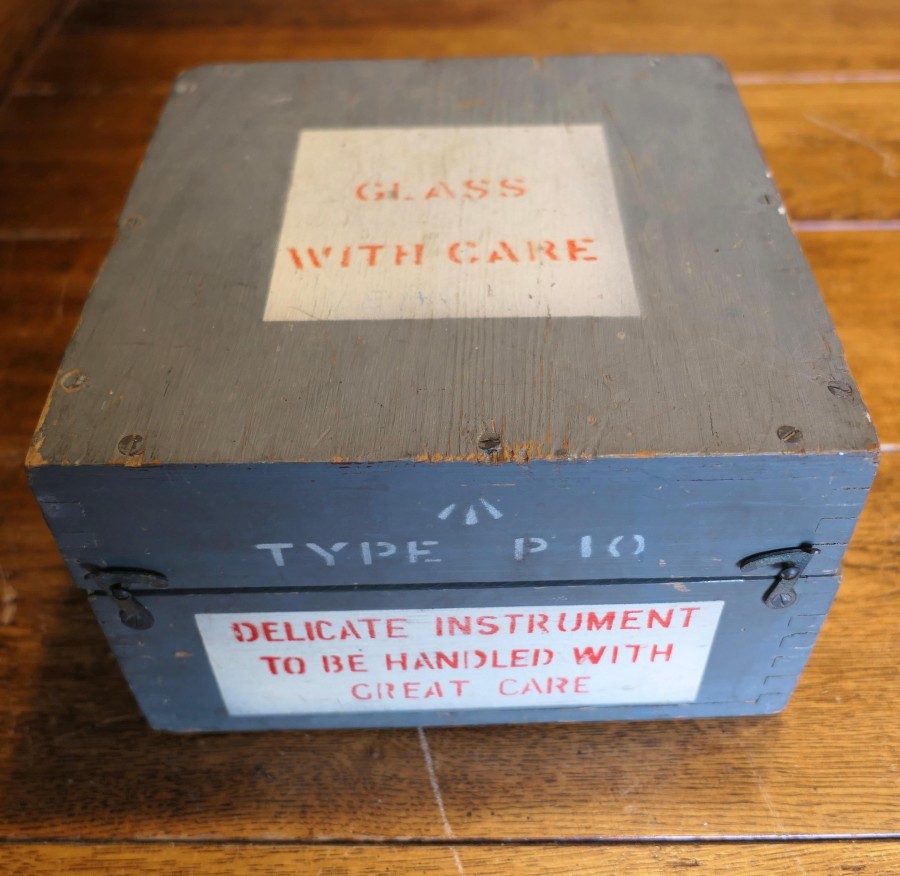 GLASS
WITH CARE
TYPE P10
DELICATE INSTRUMENT
TO BE HANDLED WITH
GREAT CARE